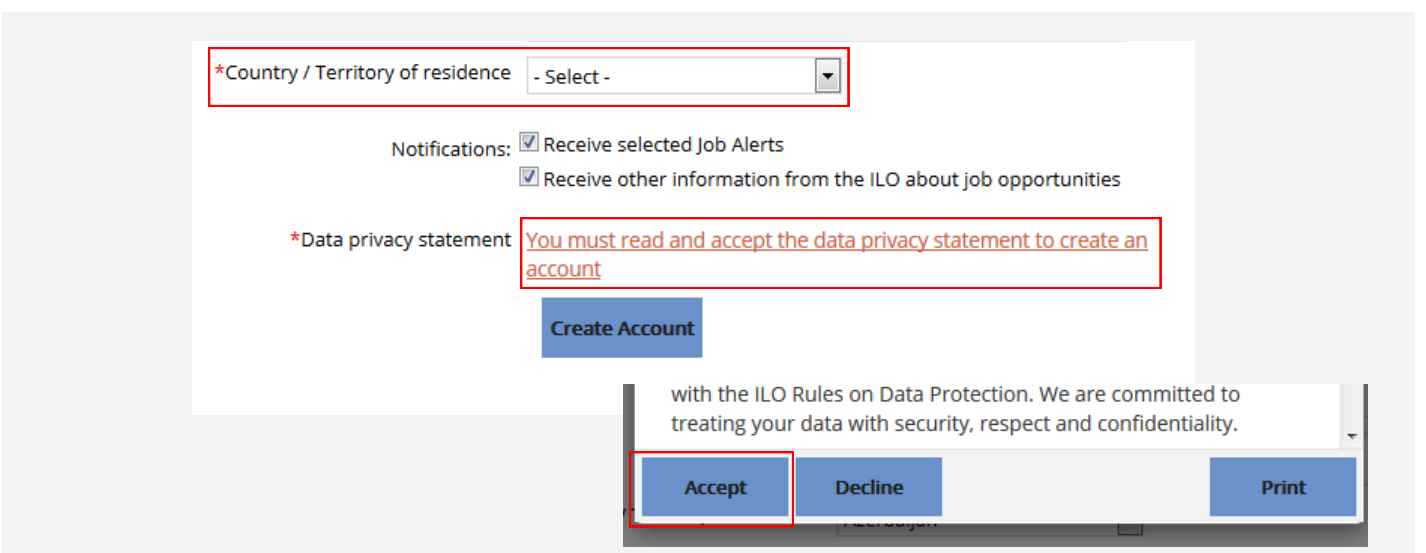 *Country / Territory of residence - Select -
Notifications: Receive selected Job Alerts
Receive other information from the ILO about job opportunities
*Data privacy statement You must read and accept the data privacy statement to create an
account
Create Account
with the ILO Rules on Data Protection. We are committed to
treating your data with security, respect and confidentiality.
Accept Decline Print
Azerbaijan